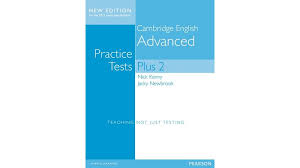 NEW EDITION
Cambridge English
Advanced
Practice
Tests
Plus 2
Nick Kenny
Jacky Newbrook
TEACHING NOT JUST TESTING
PEARSON